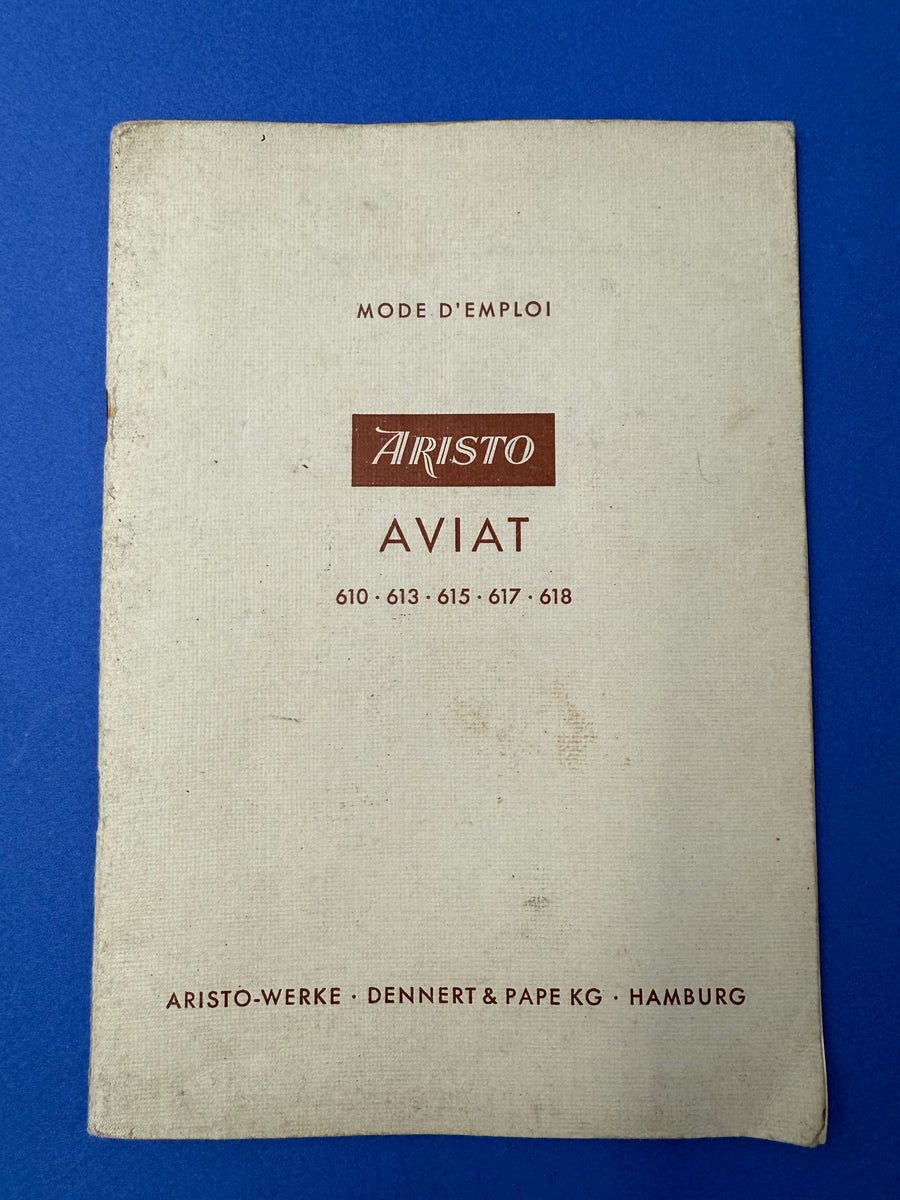 MODE D'EMPLOI
ARISTO
AVIAT
610 · 613 · 615 · 617 · 618
ARISTO-WERKE · DENNERT & PAPE KG · HAMBURG